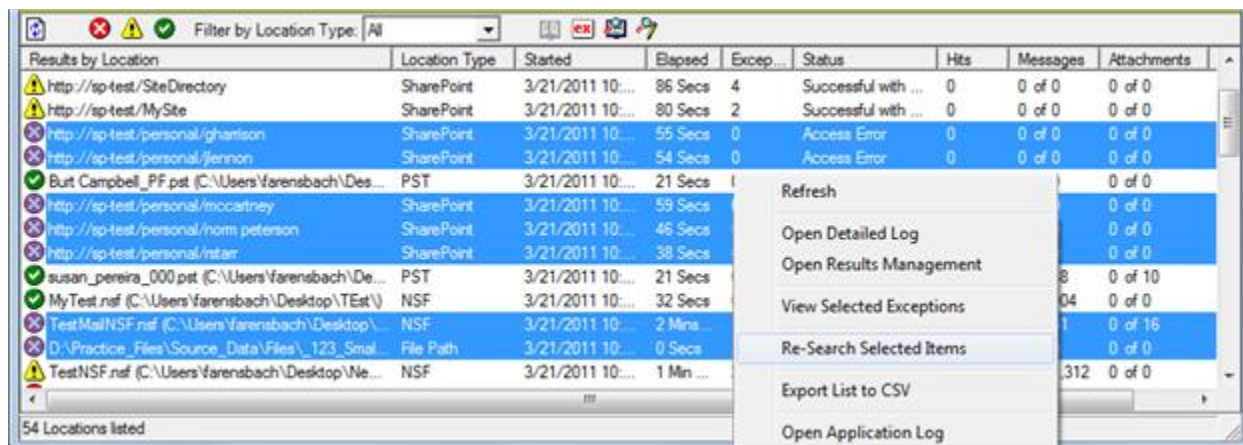 Filter by Location Type: All ex
Results by Location Location Type Started Elapsed Excep... Status Hits Messages Attachments
http://sp-test/SiteDirectory SharePoint 3/21/2011 10:... 86 Secs 4 Successful with ... 0 0 of 0 0 of 0
http://sp-test/MySite SharePoint 3/21/2011 10:... 80 Secs 2 Successful with ... 0 0 of 0 0 of 0
http://sp-test/personal/gharrison SharePoint 3/21/2011 10:... 55 Secs 0 Access Error 0 0 of 0 0 of 0
http://sp-test/personal/jlennon SharePoint 3/21/2011 10:... 54 Secs 0 Access Error 0 0 of 0 0 of 0
Burt Campbell_PF.pst (C:\Users\farensbach\Des... PST 3/21/2011 10:... 21 Secs 0 of 0
Refresh
http://sp-test/personal/mccartney SharePoint 3/21/2011 10:... 59 Secs 0 of 0
http://sp-test/personal/norm peterson SharePoint 3/21/2011 10:... 46 Secs 0 of 0
Open Detailed Log
http://sp-test/personal/rstarr SharePoint 3/21/2011 10:... 38 Secs 0 of 0
Open Results Management
susan_pereira_000.pst (C:\Users\farensbach\De... PST 3/21/2011 10:... 21 Secs 8 0 of 10
MyTest.nsf (C:\Users\farensbach\Desktop\TEst\) NSF 3/21/2011 10:... 32 Secs 04 0 of 0
View Selected Exceptions
TestMailNSF.nsf (C:\Users\farensbach\Desktop\... NSF 3/21/2011 10:... 2 Mins... 1 0 of 16
D:\Practice_Files\Source_Data\Files\_123_Smal... File Path 3/21/2011 10:... 0 Secs 0 of 0
Re-Search Selected Items
TestNSF.nsf (C:\Users\farensbach\Desktop\Ne... NSF 3/21/2011 10:... 1 Min ... ,312 0 of 0
Export List to CSV
54 Locations listed
Open Application Log